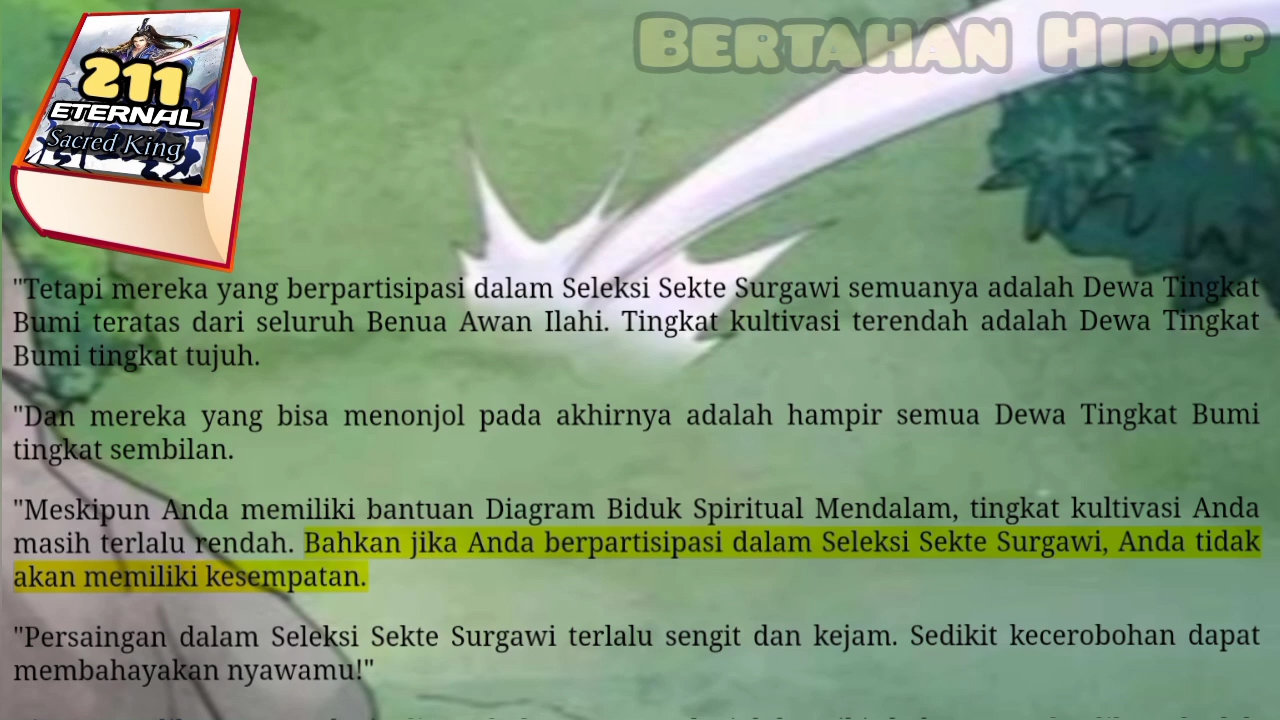 BERTAHAN HIDUP
211
ETERNAL
Sacred King
"Tetapi mereka yang berpartisipasi dalam Seleksi Sekte Surgawi semuanya adalah Dewa Tingkat
Bumi teratas dari seluruh Benua Awan Ilahi. Tingkat kultivasi terendah adalah Dewa Tingkat
Bumi tingkat tujuh.
"Dan mereka yang bisa menonjol pada akhirnya adalah hampir semua Dewa Tingkat Bumi
tingkat sembilan.
"Meskipun Anda memiliki bantuan Diagram Biduk Spiritual Mendalam, tingkat kultivasi Anda
masih terlalu rendah. Bahkan jika Anda berpartisipasi dalam Seleksi Sekte Surgawi, Anda tidak
akan memiliki kesempatan.
"Persaingan dalam Seleksi Sekte Surgawi terlalu sengit dan kejam. Sedikit kecerobohan dapat
membahayakan nyawamu!"